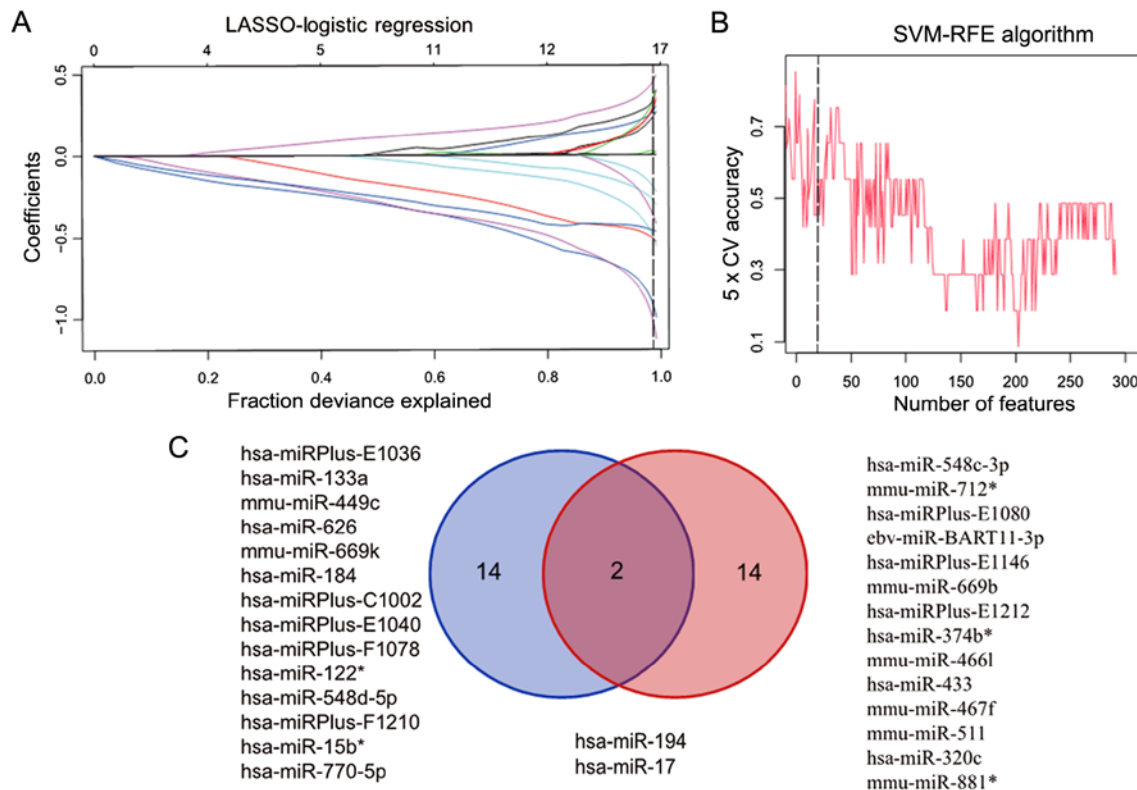 A
LASSO-logistic regression
0 4 5 11 12 17
0.5
0.0
−0.5
−1.0
Coefficients
0.0 0.2 0.4 0.6 0.8 1.0
Fraction deviance explained
B
SVM-RFE algorithm
0.7
0.5
0.3
0.1
5 x CV accuracy
0 50 100 150 200 250 300
Number of features
C
hsa-miRPlus-E1036
hsa-miR-133a
mmu-miR-449c
hsa-miR-626
mmu-miR-669k
hsa-miR-184
hsa-miRPlus-C1002
hsa-miRPlus-E1040
hsa-miRPlus-F1078
hsa-miR-122*
hsa-miR-548d-5p
hsa-miRPlus-F1210
hsa-miR-15b*
hsa-miR-770-5p
14 2 14
hsa-miR-194
hsa-miR-17
hsa-miR-548c-3p
mmu-miR-712*
hsa-miRPlus-E1080
ebv-miR-BART11-3p
hsa-miRPlus-E1146
mmu-miR-669b
hsa-miRPlus-E1212
hsa-miR-374b*
mmu-miR-466l
hsa-miR-433
mmu-miR-467f
mmu-miR-511
hsa-miR-320c
mmu-miR-881*